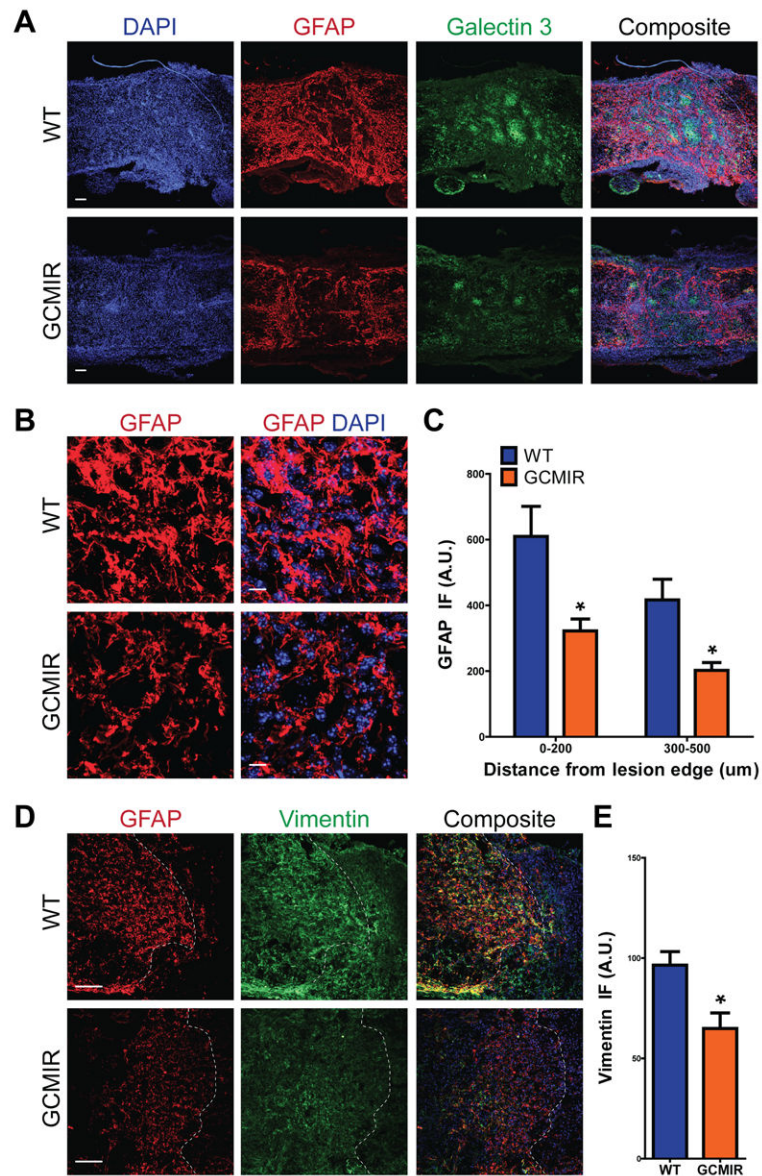 A
DAPI GFAP Galectin 3 Composite
WT
GCMIR
B
GFAP GFAP DAPI
WT
GCMIR
C
WT
GCMIR
800
600
400
200
0
GFAP IF (A.U.)
* *
0-200 300-500
Distance from lesion edge (um)
D
GFAP Vimentin Composite
WT
GCMIR
E
150
100
50
0
Vimentin IF (A.U.)
*
WT GCMIR